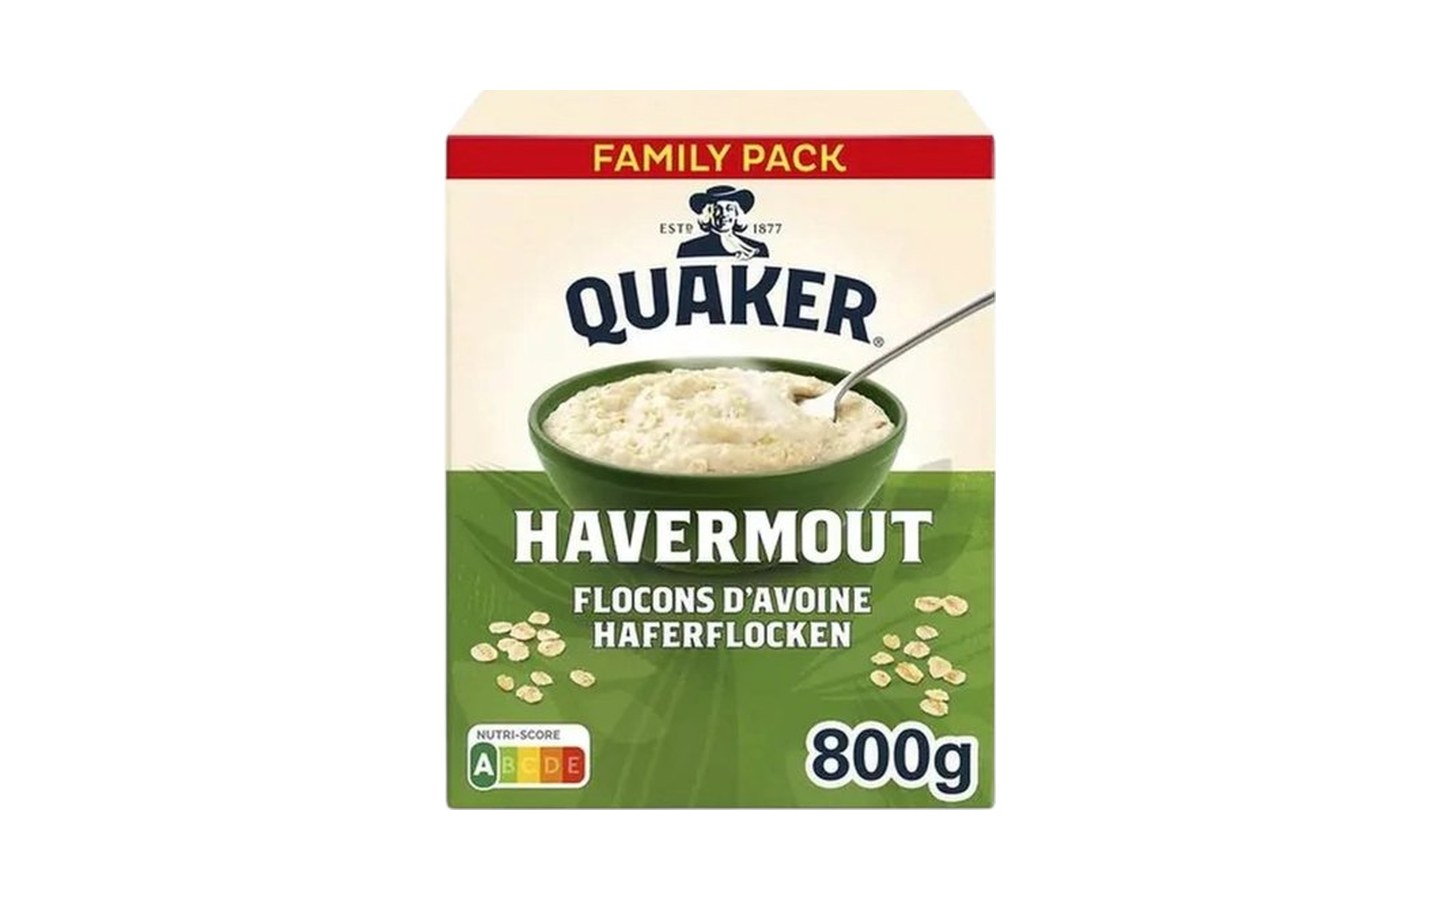 FAMILY PACK
ESTD 1877
QUAKER®
HAVERMOUT
FLOCONS D'AVOINE
HAFERFLOCKEN
NUTRI-SCORE
A B C D E
800g